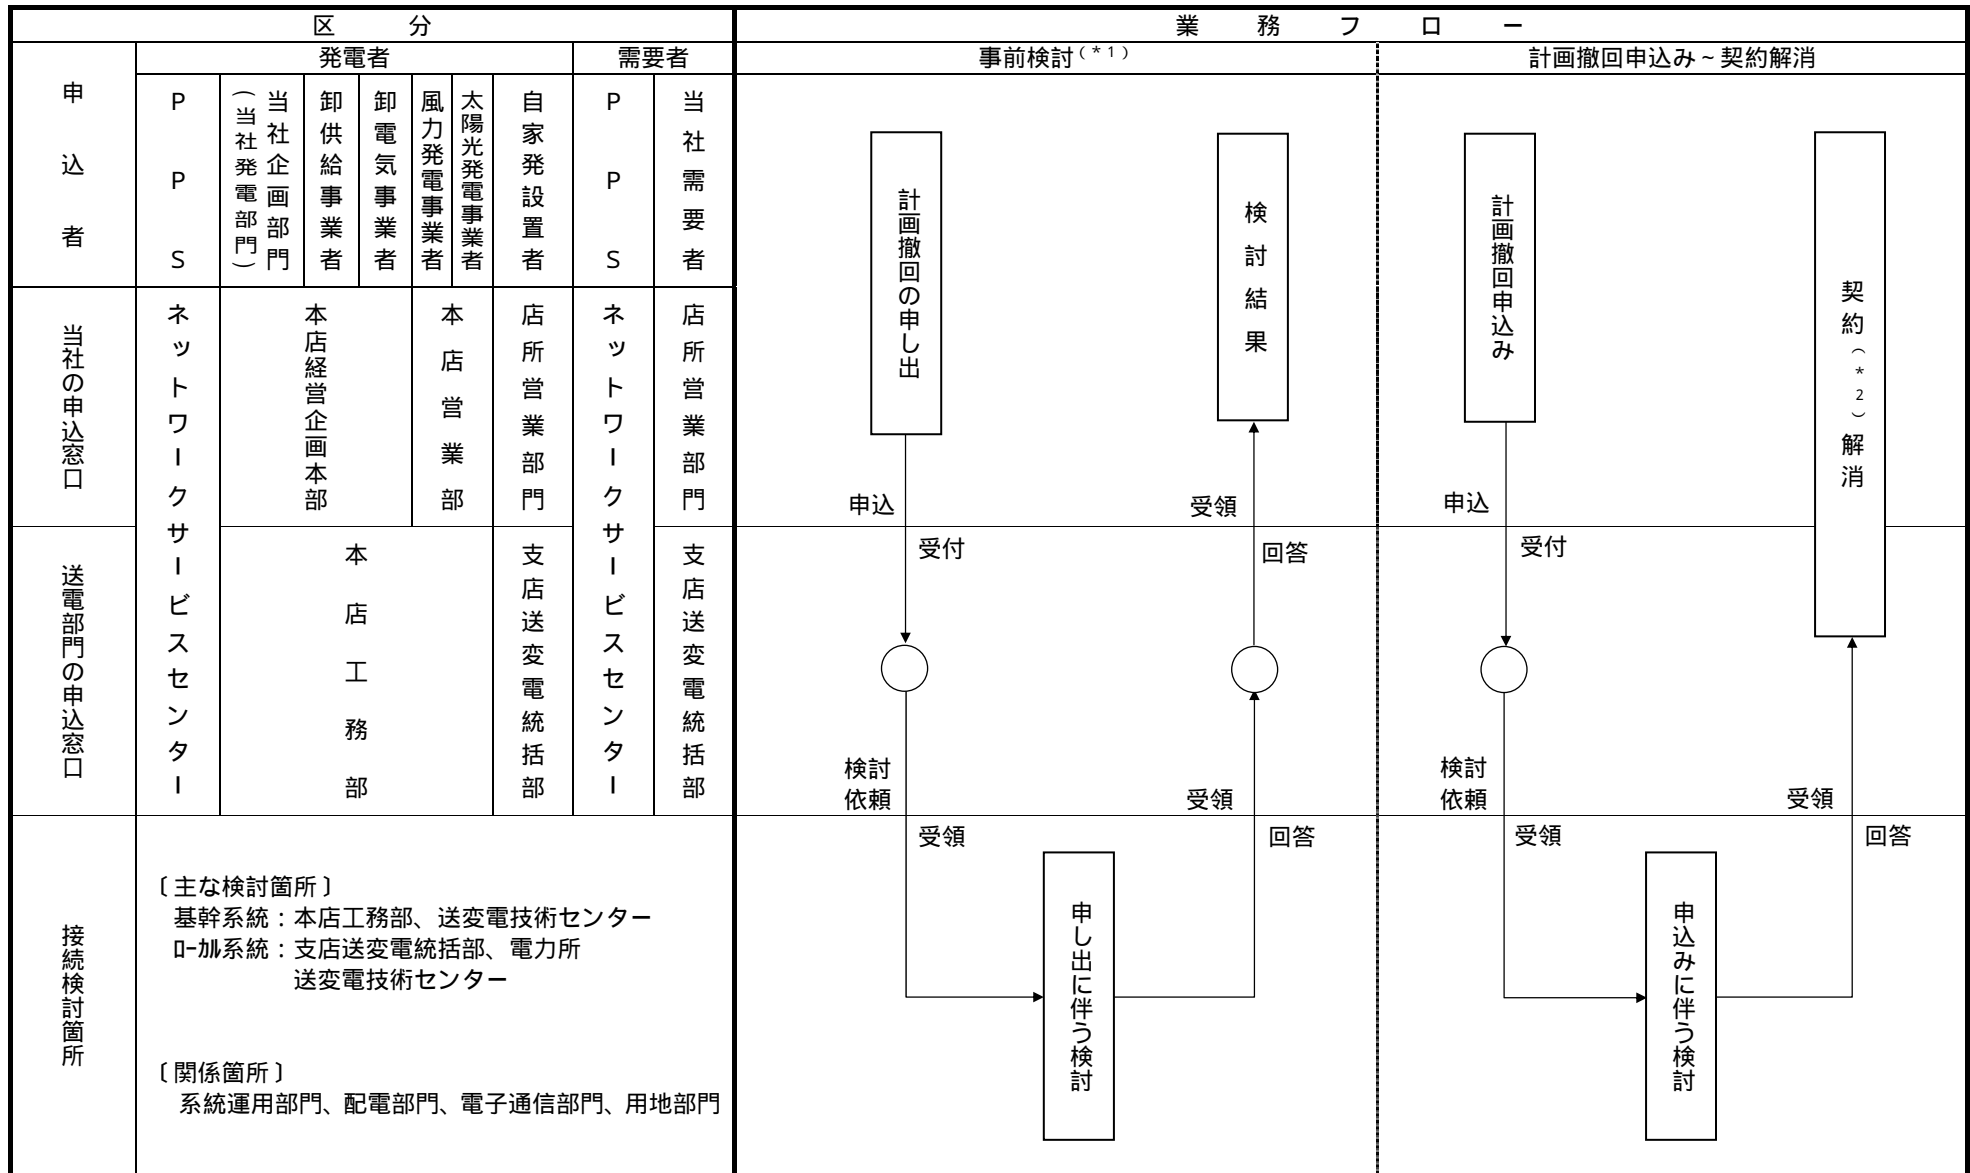 区分
業務フロー
発電者
需要者
事前検討(*1)
計画撤回申込み~契約解消
申込者
PPS
当社企画部門
(当社発電部門)
卸供給事業者
卸電気事業者
風力発電事業者
太陽光発電事業者
自家発設置者
PPS
当社需要者
当社の申込窓口
ネットワークサービスセンター
本店経営企画本部
本店営業部
店所営業部門
ネットワークサービスセンター
店所営業部門
送電部門の申込窓口
本店工務部
支店送変電統括部
支店送変電統括部
接続検討箇所
〔主な検討箇所〕
基幹系統:本店工務部、送変電技術センター
ローカル系統:支店送変電統括部、電力所
送変電技術センター
〔関係箇所〕
系統運用部門、配電部門、電子通信部門、用地部門
計画撤回の申し出
申込
受付
検討
依頼
受領
申し出に伴う検討
回答
受領
回答
受領
検討結果
計画撤回申込み
申込
受付
検討
依頼
受領
申込みに伴う検討
回答
受領
契約(*2)解消